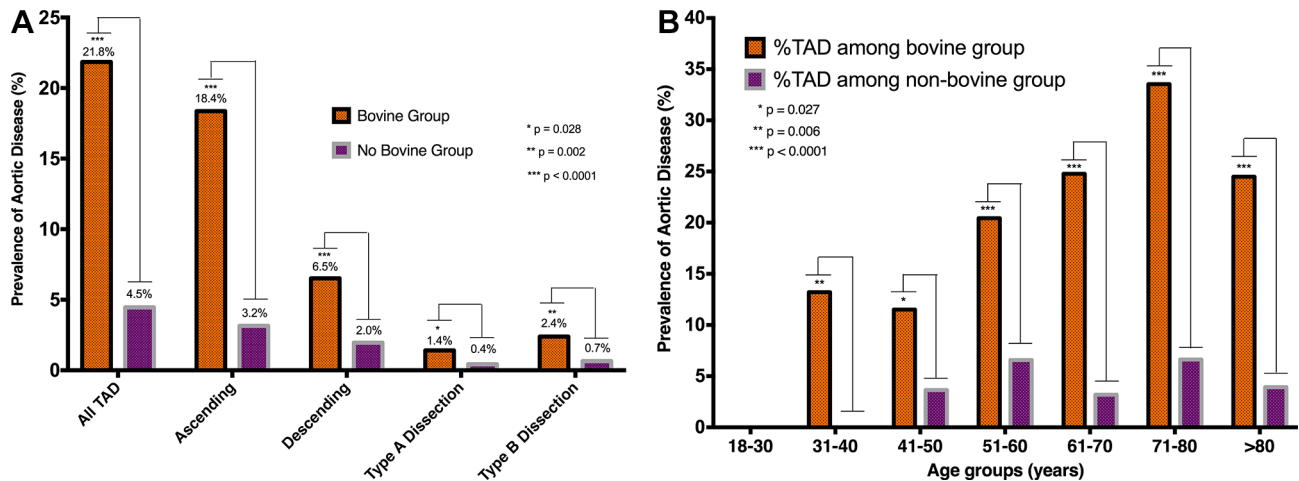 A
Prevalence of Aortic Disease (%)
25
20
15
10
5
0
***
21.8%
4.5%
***
18.4%
3.2%
***
6.5%
2.0%
*
1.4%
0.4%
**
2.4%
0.7%
Bovine Group
No Bovine Group
* p = 0.028
** p = 0.002
*** p < 0.0001
All TAD
Ascending
Descending
Type A Dissection
Type B Dissection
B
Prevalence of Aortic Disease (%)
40
35
30
25
20
15
10
5
0
%TAD among bovine group
%TAD among non-bovine group
* p = 0.027
** p = 0.006
*** p < 0.0001
**
*
***
***
***
***
18-30
31-40
41-50
51-60
61-70
71-80
>80
Age groups (years)